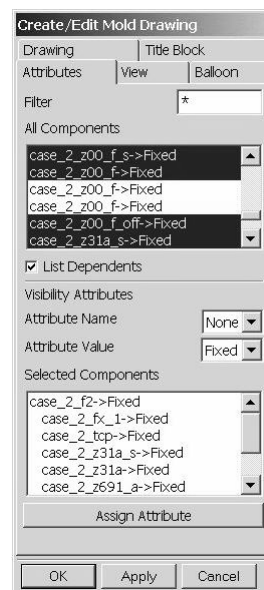 Create/Edit Mold Drawing
Drawing Title Block
Attributes View Balloon
Filter *
All Components
case_2_z00_f_s->Fixed
case_2_z00_f->Fixed
case_2_z00_f->Fixed
case_2_z00_f->Fixed
case_2_z00_f_off->Fixed
case_2_z31a_s->Fixed
List Dependents
Visibility Attributes
Attribute Name None
Attribute Value Fixed
Selected Components
case_2_f2->Fixed
case_2_fx_1->Fixed
case_2_tcp->Fixed
case_2_z31a_s->Fixed
case_2_z31a->Fixed
case_2_z691_a->Fixed
Assign Attribute
OK Apply Cancel